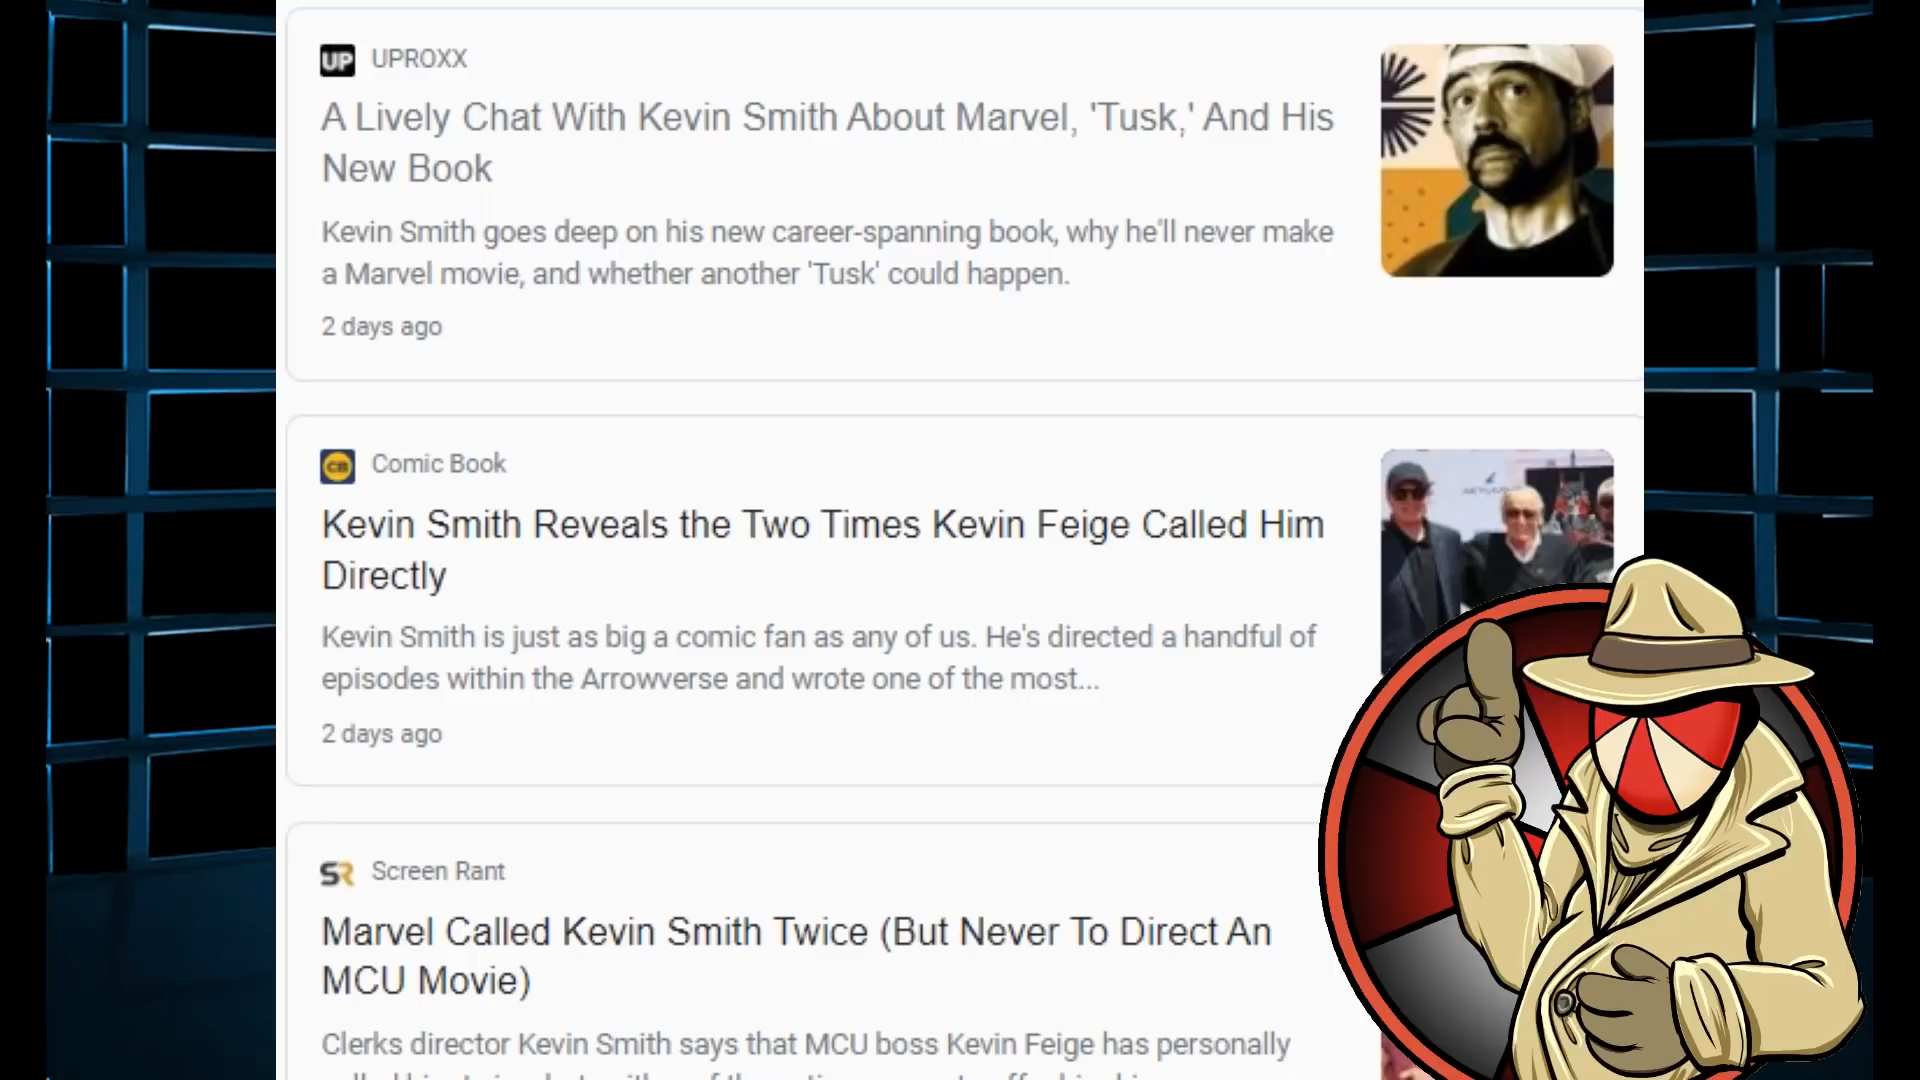 UP UPROXX
A Lively Chat With Kevin Smith About Marvel, 'Tusk,' And His
New Book
Kevin Smith goes deep on his new career-spanning book, why he'll never make
a Marvel movie, and whether another 'Tusk' could happen.
2 days ago
CB Comic Book
Kevin Smith Reveals the Two Times Kevin Feige Called Him
Directly
Kevin Smith is just as big a comic fan as any of us. He's directed a handful of
episodes within the Arrowverse and wrote one of the most...
2 days ago
SR Screen Rant
Marvel Called Kevin Smith Twice (But Never To Direct An
MCU Movie)
Clerks director Kevin Smith says that MCU boss Kevin Feige has personally